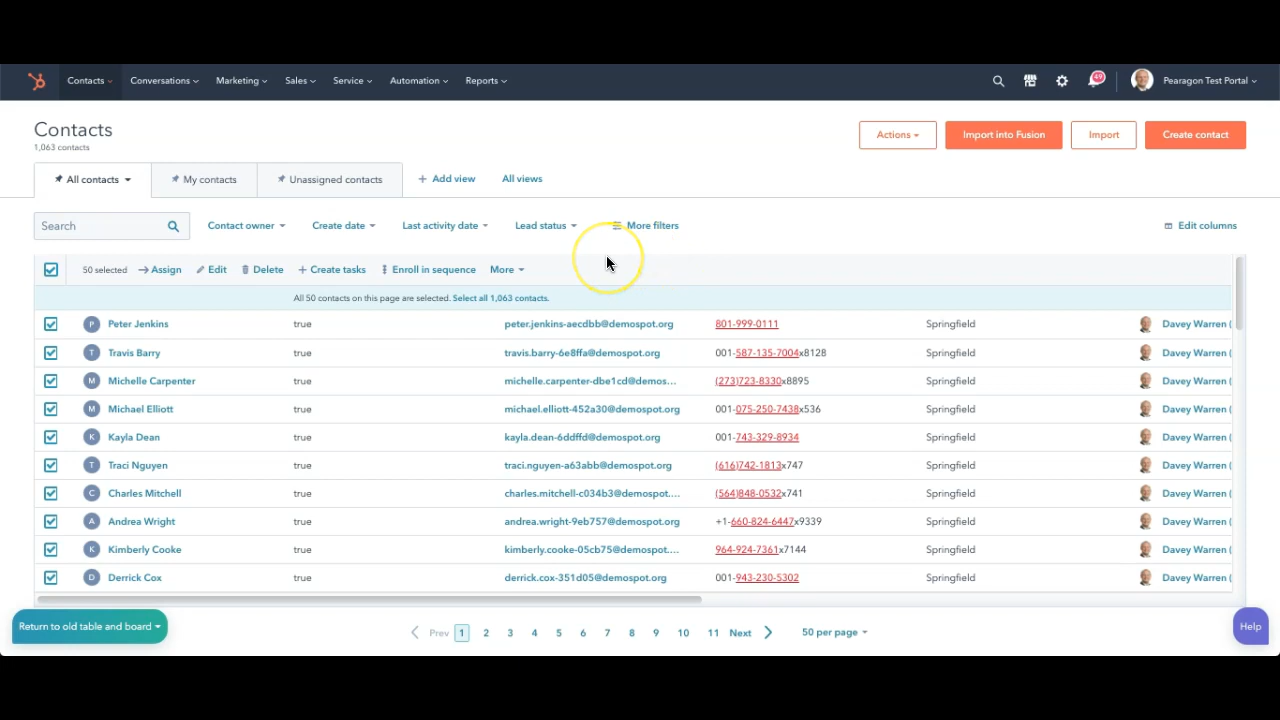 Contacts Conversations Marketing Sales Service Automation Reports 49 Pearagon Test Portal
Contacts
1,063 contacts
Actions Import into Fusion Import Create contact
All contacts My contacts Unassigned contacts + Add view All views
Search Contact owner Create date Last activity date Lead status More filters Edit columns
50 selected Assign Edit Delete + Create tasks Enroll in sequence More
All 50 contacts on this page are selected. Select all 1,063 contacts.
P Peter Jenkins true peter.jenkins-aecdbb@demospot.org 801-999-0111 Springfield Davey Warren (
T Travis Barry true travis.barry-6e8ffa@demospot.org 001-587-135-7004x8128 Springfield Davey Warren (
M Michelle Carpenter true michelle.carpenter-dbe1cd@demos... (273)723-8330x8895 Springfield Davey Warren (
M Michael Elliott true michael.elliott-452a30@demospot.org 001-075-250-7438x536 Springfield Davey Warren (
K Kayla Dean true kayla.dean-6ddffd@demospot.org 001-743-329-8934 Springfield Davey Warren (
T Traci Nguyen true traci.nguyen-a63abb@demospot.org (616)742-1813x747 Springfield Davey Warren (
C Charles Mitchell true charles.mitchell-c034b3@demospot.... (564)848-0532x741 Springfield Davey Warren (
A Andrea Wright true andrea.wright-9eb757@demospot.org +1-660-824-6447x9339 Springfield Davey Warren (
K Kimberly Cooke true kimberly.cooke-05cb75@demospot.... 964-924-7361x7144 Springfield Davey Warren (
D Derrick Cox true derrick.cox-351d05@demospot.org 001-943-230-5302 Springfield Davey Warren (
Return to old table and board Prev 1 2 3 4 5 6 7 8 9 10 11 Next 50 per page Help